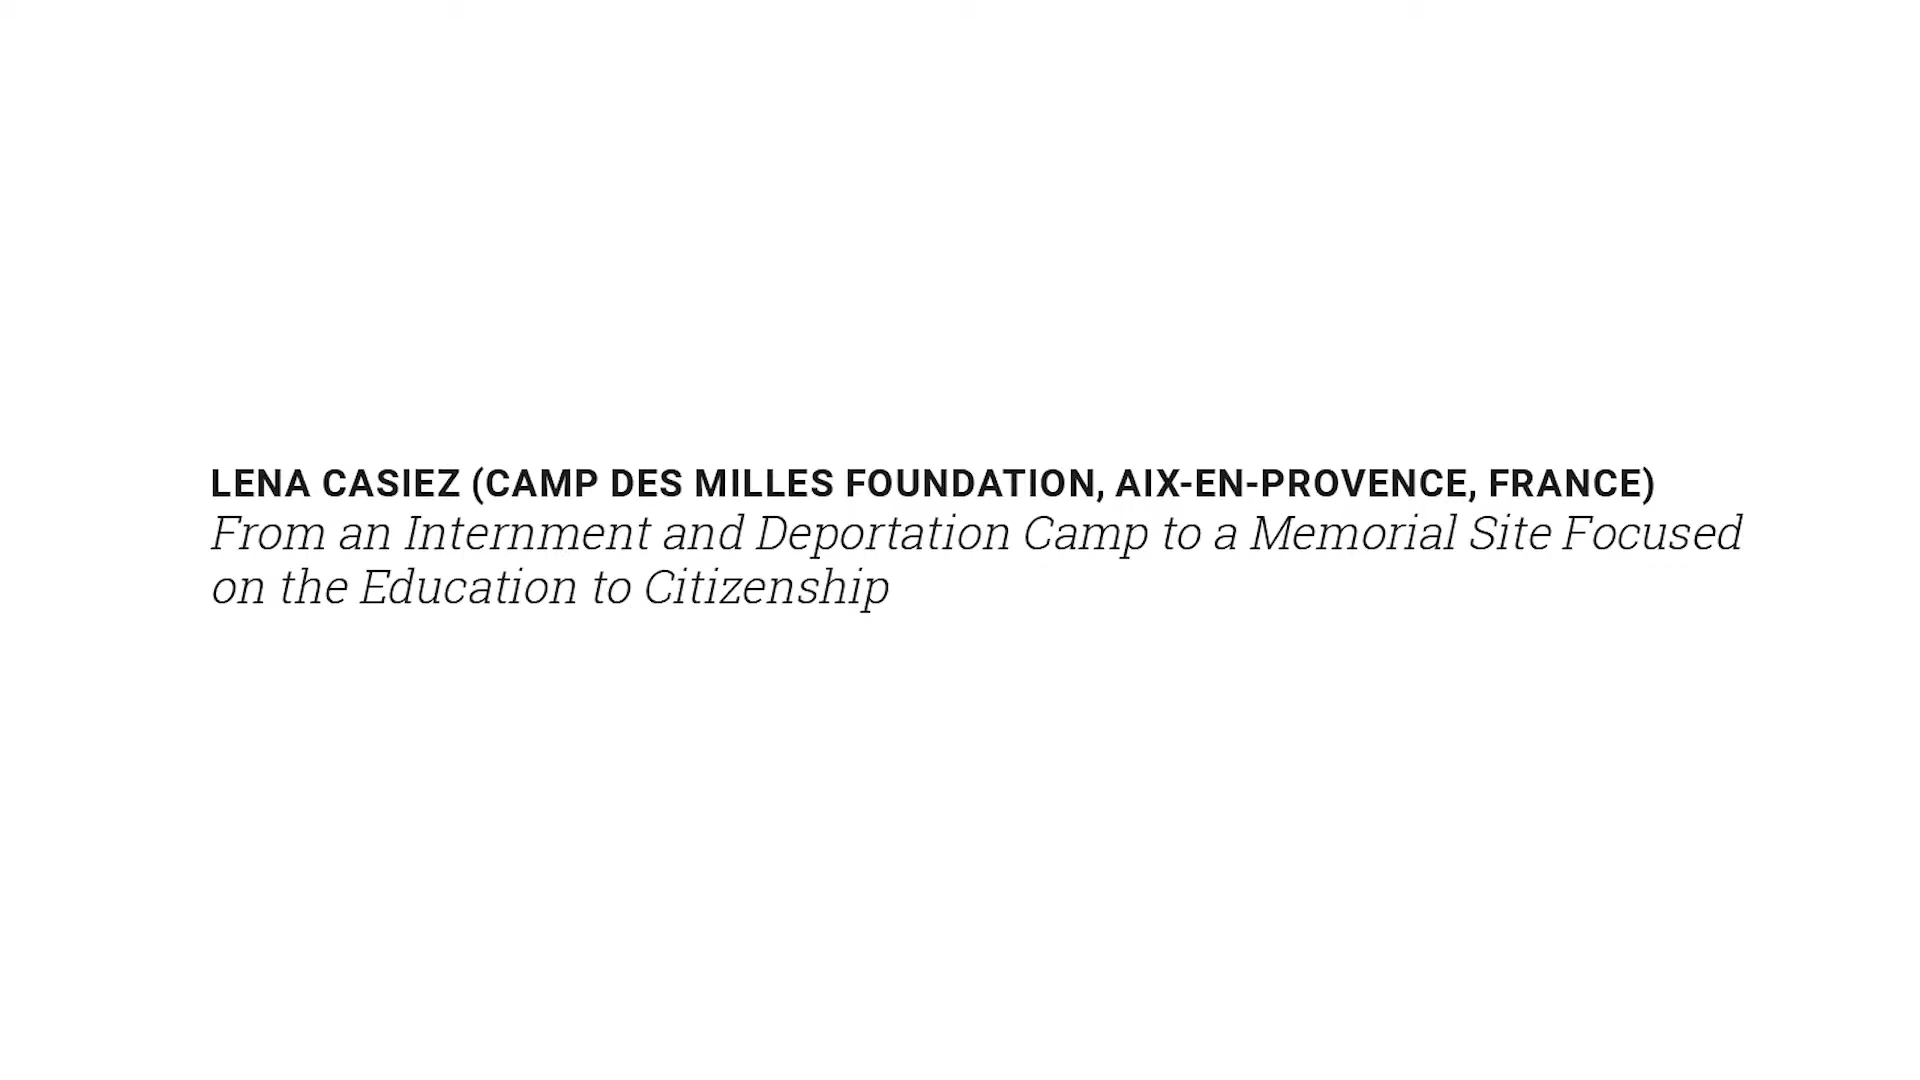 LENA CASIEZ (CAMP DES MILLES FOUNDATION, AIX-EN-PROVENCE, FRANCE)
From an Internment and Deportation Camp to a Memorial Site Focused
on the Education to Citizenship